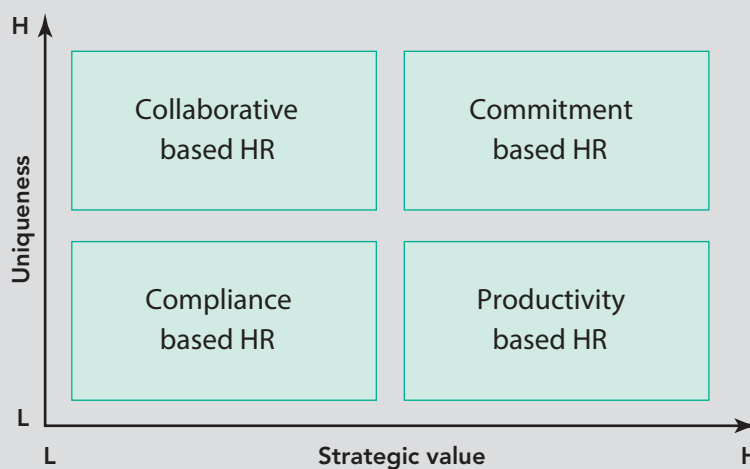 H
Collaborative
based HR
Commitment
based HR
Uniqueness
Compliance
based HR
Productivity
based HR
L
L
Strategic value
H